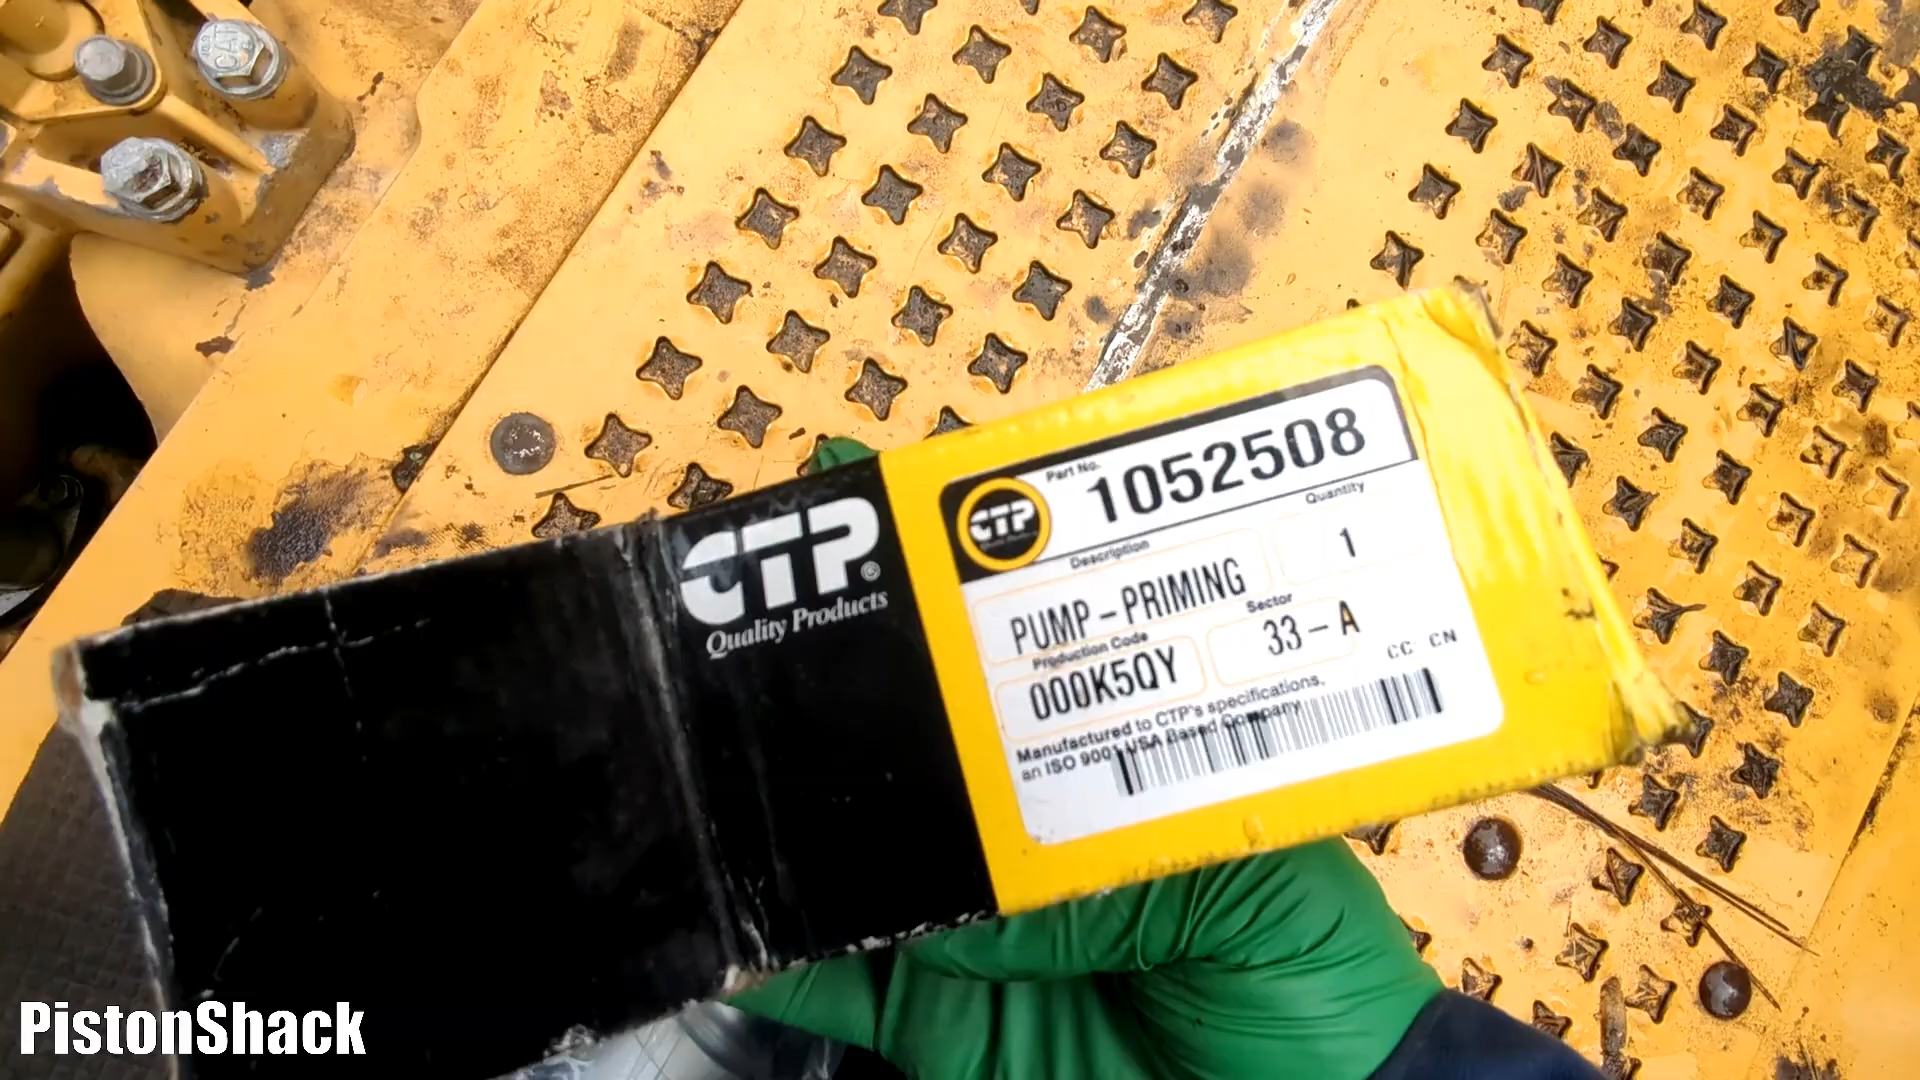 CAT
CTP®
Quality Products
CTP
Part No.
1052508
Description
Quantity
PUMP-PRIMING
1
Production Code
Sector
000K5QY
33-A
CC CN
Manufactured to CTP's specifications,
an ISO 9001 USA Based Company
PistonShack